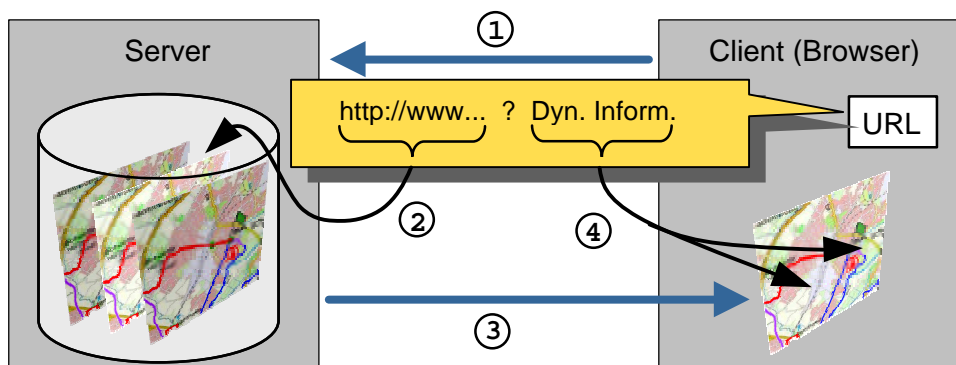 Server
①
Client (Browser)
http://www... ? Dyn. Inform.
URL
②
④
③